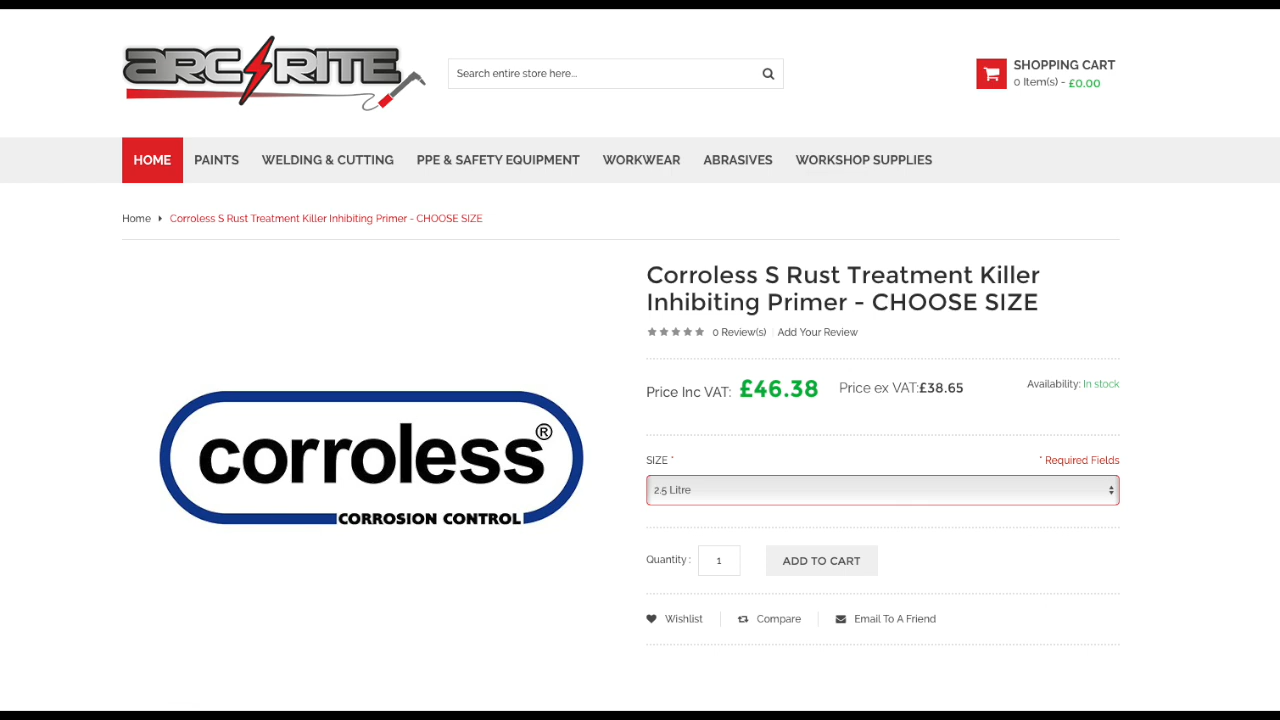 ARC RITE
Search entire store here...
SHOPPING CART
0 Item(s) - £0.00
HOME PAINTS WELDING & CUTTING PPE & SAFETY EQUIPMENT WORKWEAR ABRASIVES WORKSHOP SUPPLIES
Home Corroless S Rust Treatment Killer Inhibiting Primer - CHOOSE SIZE
Corroless S Rust Treatment Killer
Inhibiting Primer - CHOOSE SIZE
0 Review(s) Add Your Review
Price Inc VAT: £46.38 Price ex VAT:£38.65 Availability: In stock
corroless®
CORROSION CONTROL
SIZE * * Required Fields
2.5 Litre
Quantity : 1 ADD TO CART
Wishlist Compare Email To A Friend